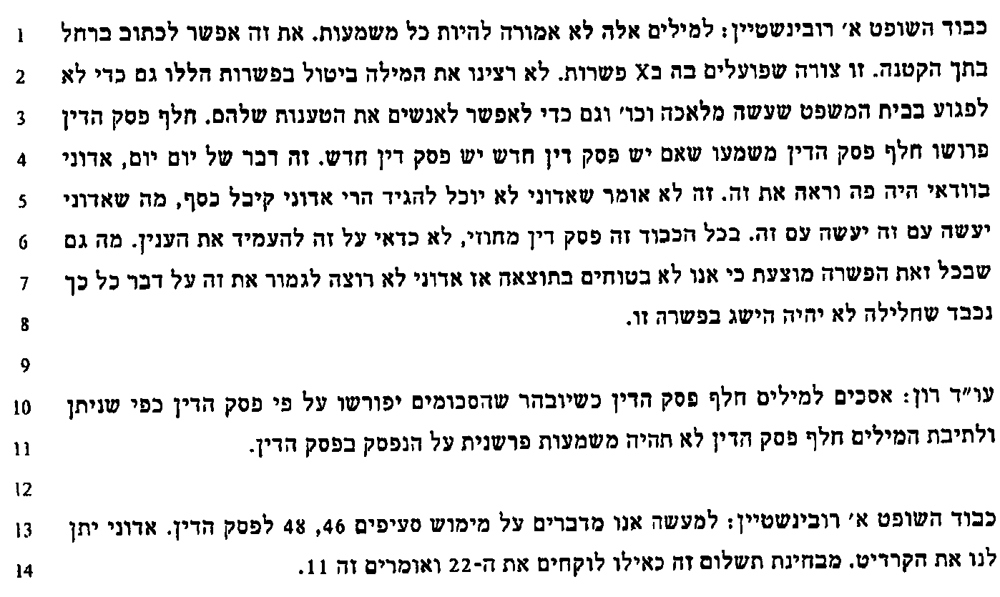 כבוד השופט א' רובינשטיין: למילים אלה לא אמורה להיות כל משמעות. את זה אפשר לכתוב ברחל 1
בתך הקטנה. זו צורה שפועלים בה בX פשרות. לא רצינו את המילה ביטול בפשרות הללו גם כדי לא 2
לפגוע בבית המשפט שעשה מלאכה וכו' וגם כדי לאפשר לאנשים את הטענות שלהם. חלף פסק הדין 3
פרושו חלף פסק הדין משמעו שאם יש פסק דין חדש יש פסק דין חדש. זה דבר של יום יום, אדוני 4
בוודאי היה פה וראה את זה. זה לא אומר שאדוני לא יוכל להגיד הרי אדוני קיבל כסף, מה שאדוני 5
יעשה עם זה יעשה עם זה. בכל הכבוד זה פסק דין מחוזי, לא כדאי על זה להעמיד את הענין. מה גם 6
שבכל זאת הפשרה מוצעת כי אנו לא בטוחים בתוצאה אז אדוני לא רוצה לגמור את זה על דבר כל כך 7
נכבד שחלילה לא יהיה הישג בפשרה זו. 8
9
עו"ד רון: אסכים למילים חלף פסק הדין כשיובהר שהסכומים יפורשו על פי פסק הדין כפי שניתן 10
ולתיבת המילים חלף פסק הדין לא תהיה משמעות פרשנית על הנפסק בפסק הדין. 11
12
כבוד השופט א' רובינשטיין: למעשה אנו מדברים על מימוש סעיפים 46, 48 לפסק הדין. אדוני יתן 13
לנו את הקרדיט. מבחינת תשלום זה כאילו לוקחים את ה-22 ואומרים זה 11. 14